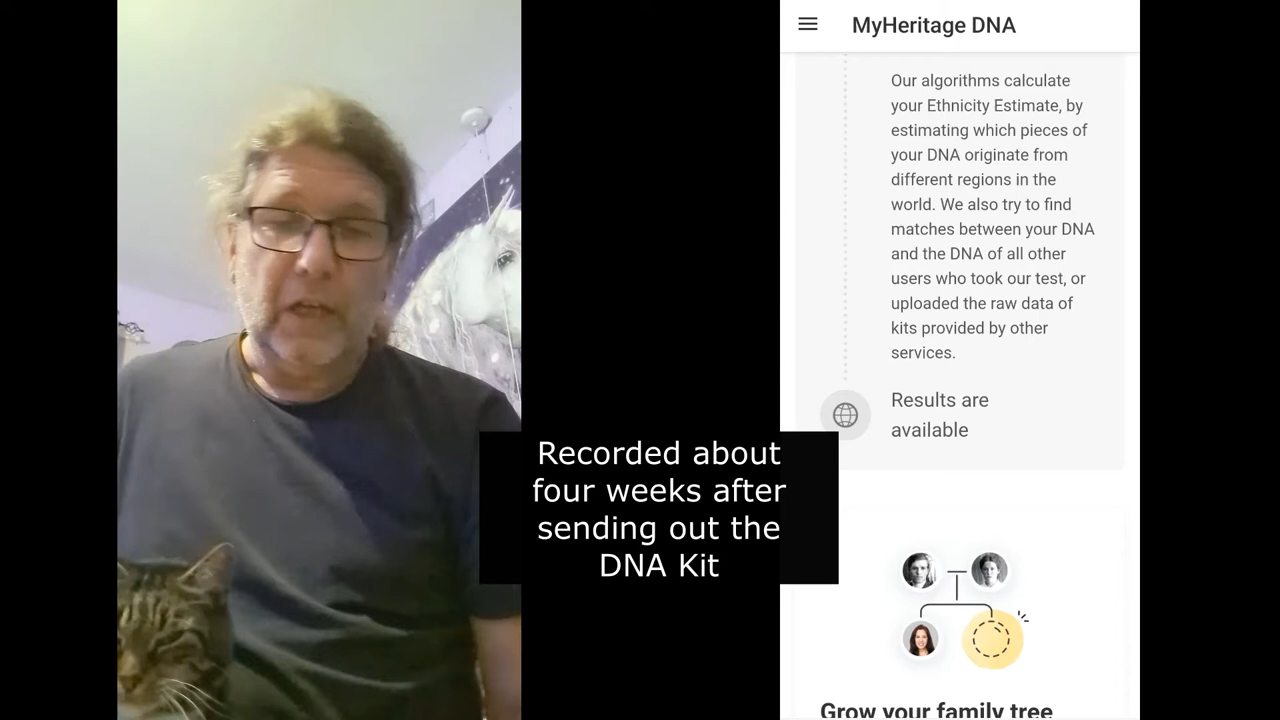 MyHeritage DNA
Our algorithms calculate
your Ethnicity Estimate, by
estimating which pieces of
your DNA originate from
different regions in the
world. We also try to find
matches between your DNA
and the DNA of all other
users who took our test, or
uploaded the raw data of
kits provided by other
services.
Results are
available
Recorded about
four weeks after
sending out the
DNA Kit
Grow your family tree